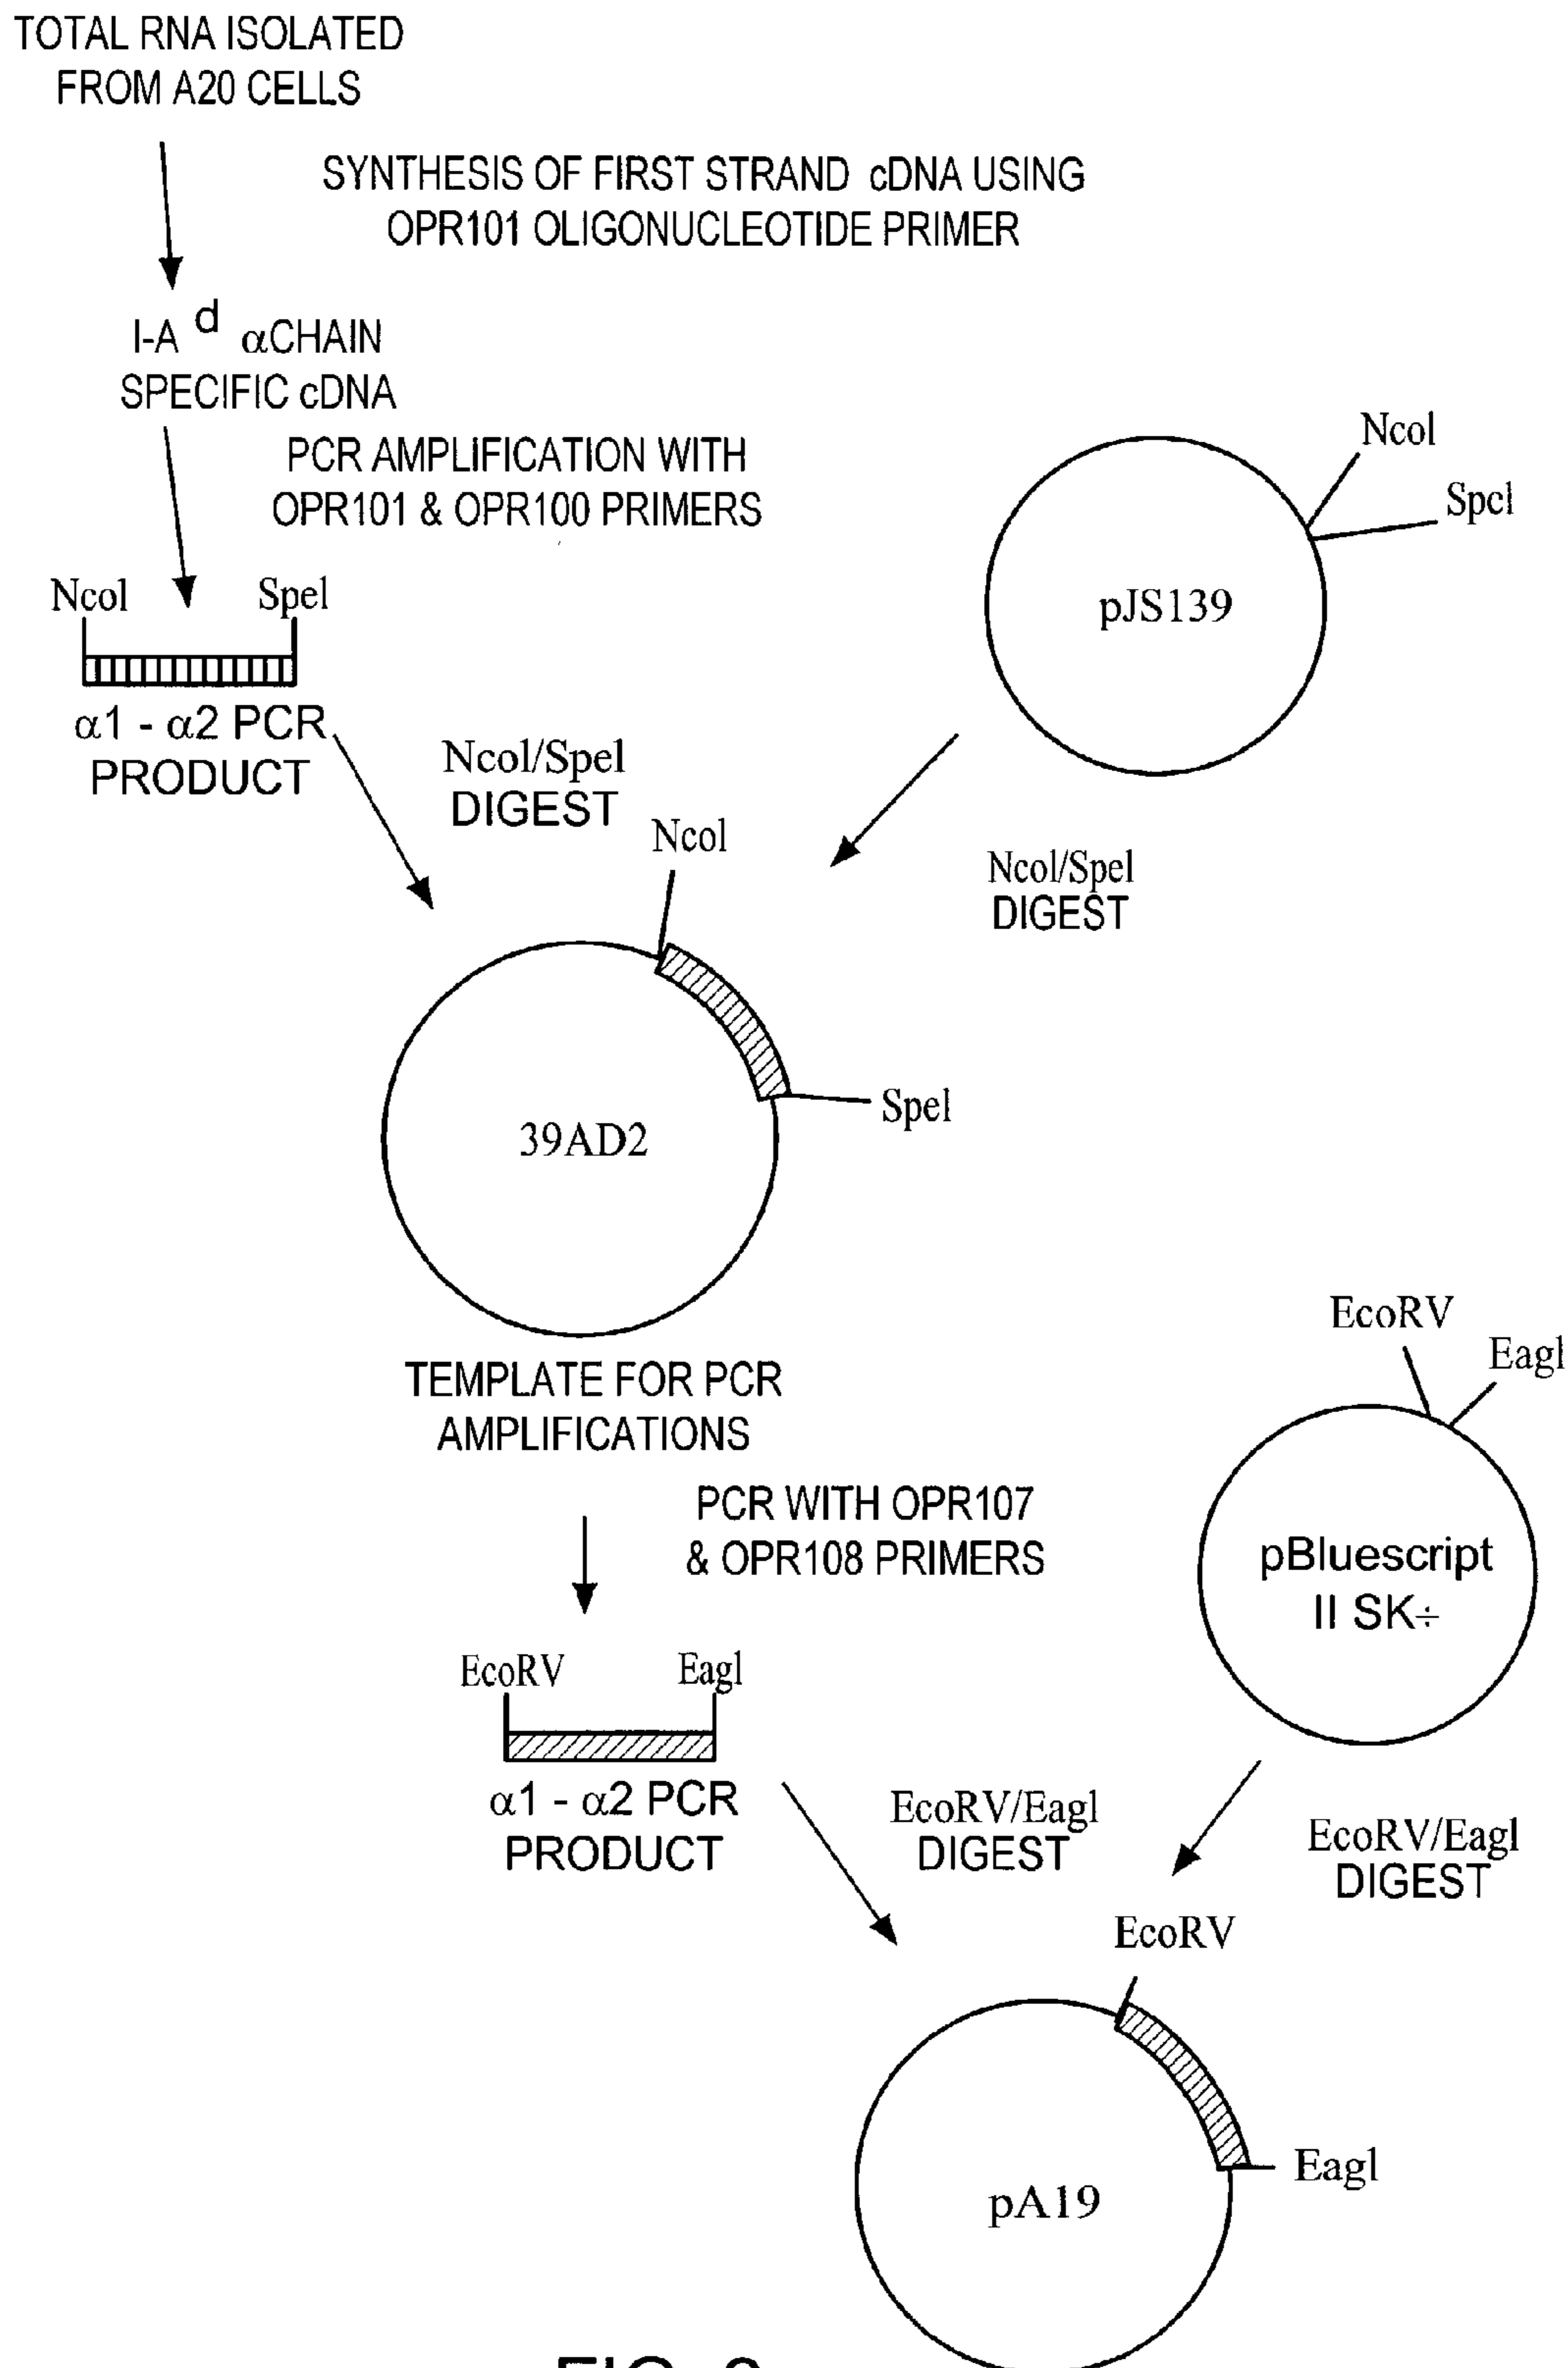 TOTAL RNA ISOLATED
FROM A20 CELLS
SYNTHESIS OF FIRST STRAND cDNA USING
OPR101 OLIGONUCLEOTIDE PRIMER
I-A d αCHAIN
SPECIFIC cDNA
PCR AMPLIFICATION WITH
OPR101 & OPR100 PRIMERS
NcoI
SpcI
pJS139
NcoI SpeI
α1 - α2 PCR
PRODUCT
NcoI/SpeI
DIGEST
NcoI/SpeI
DIGEST
NcoI
SpeI
39AD2
TEMPLATE FOR PCR
AMPLIFICATIONS
PCR WITH OPR107
& OPR108 PRIMERS
EcoRV
EagI
pBluescript
II SK÷
EcoRV EagI
α1 - α2 PCR
PRODUCT
EcoRV/EagI
DIGEST
EcoRV/EagI
DIGEST
EcoRV
EagI
pA19